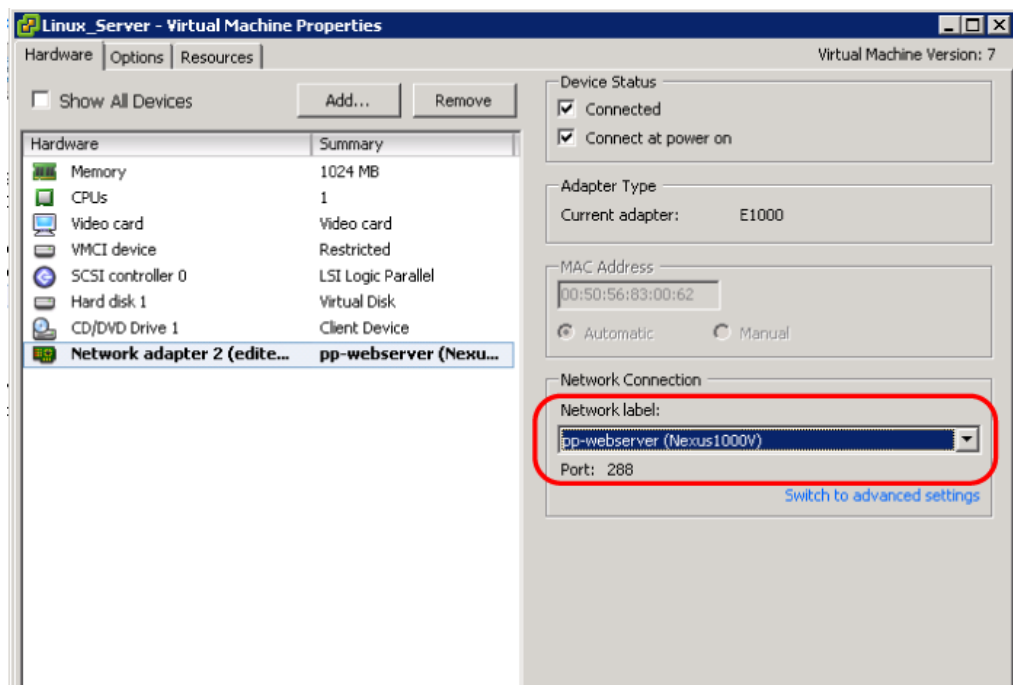 Linux_Server - Virtual Machine Properties
Hardware Options Resources
Virtual Machine Version: 7
Show All Devices
Add...
Remove
Hardware Summary
Memory 1024 MB
CPUs 1
Video card Video card
VMCI device Restricted
SCSI controller 0 LSI Logic Parallel
Hard disk 1 Virtual Disk
CD/DVD Drive 1 Client Device
Network adapter 2 (edite... pp-webserver (Nexu...
Device Status
Connected
Connect at power on
Adapter Type
Current adapter: E1000
MAC Address
00:50:56:83:00:62
Automatic Manual
Network Connection
Network label:
pp-webserver (Nexus1000V)
Port: 288
Switch to advanced settings